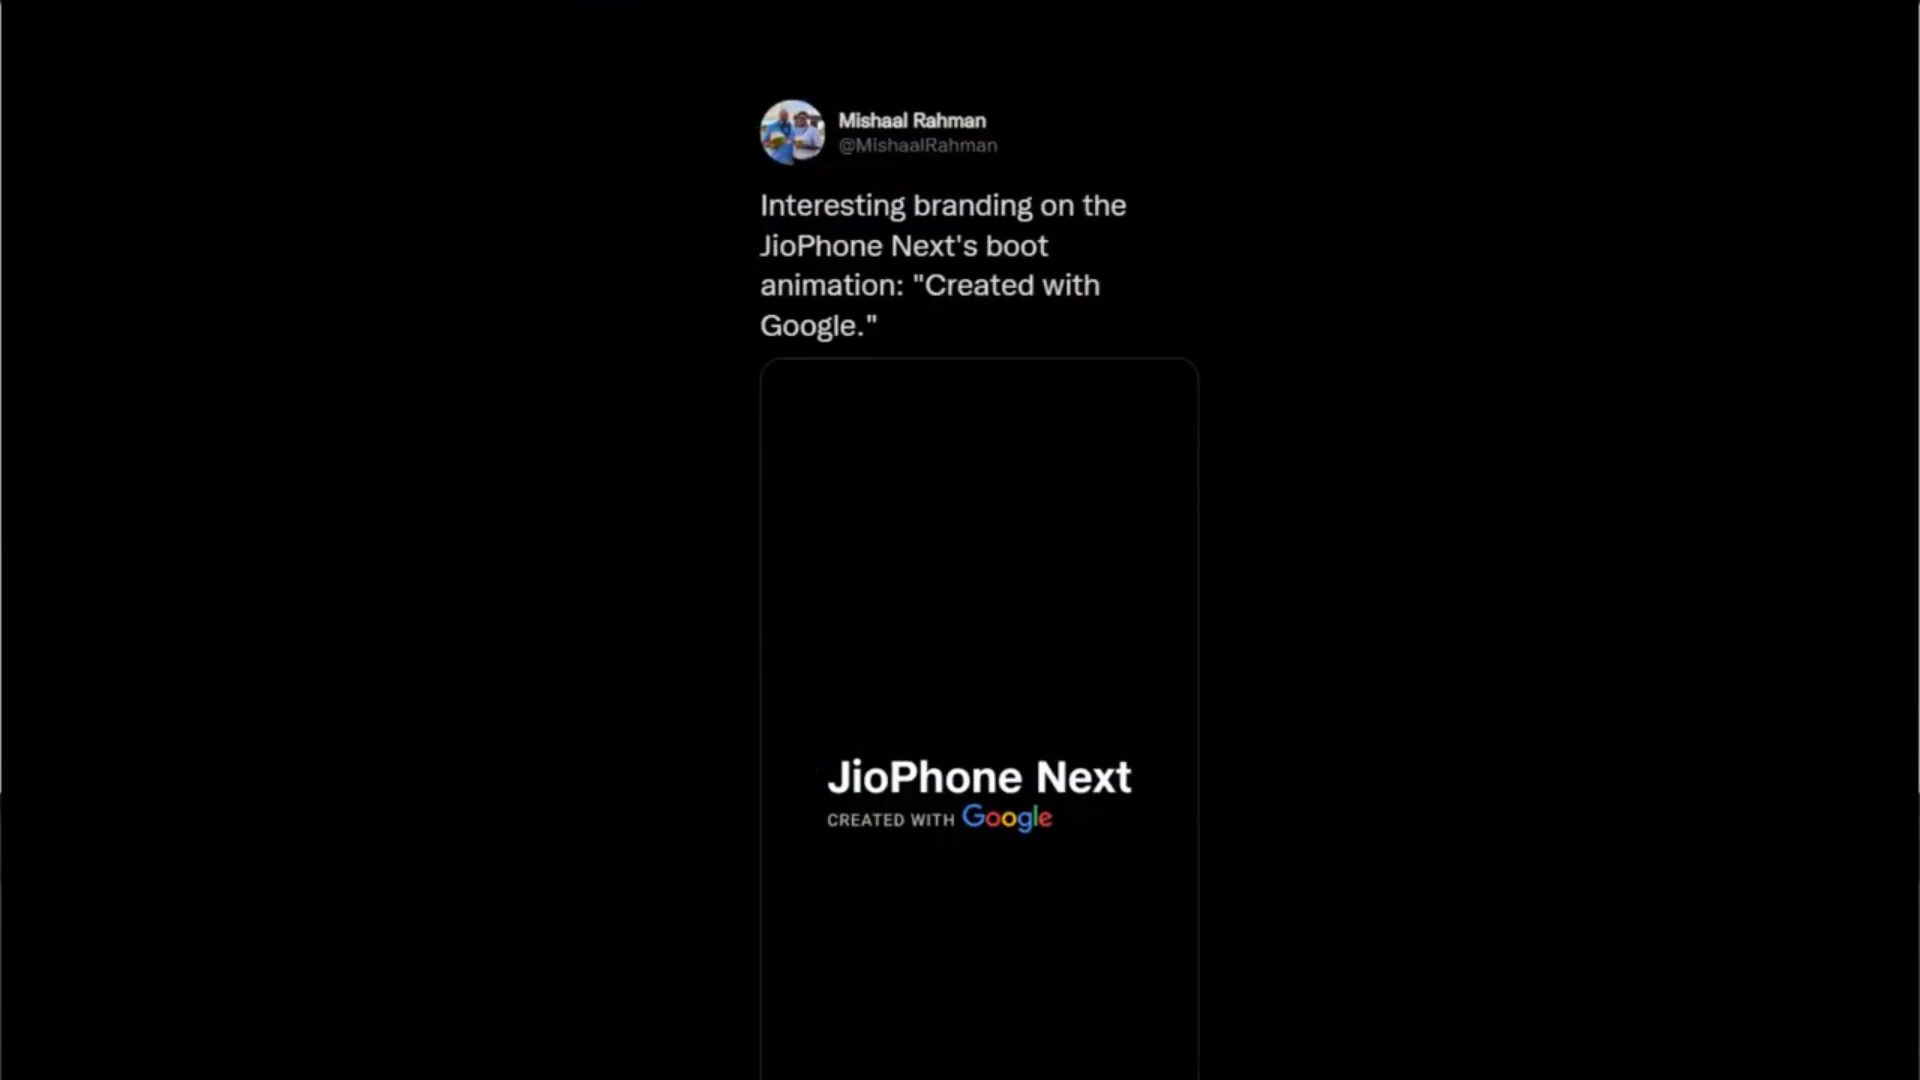 Mishaal Rahman
@MishaalRahman
Interesting branding on the
JioPhone Next's boot
animation: "Created with
Google."
JioPhone Next
CREATED WITH Google